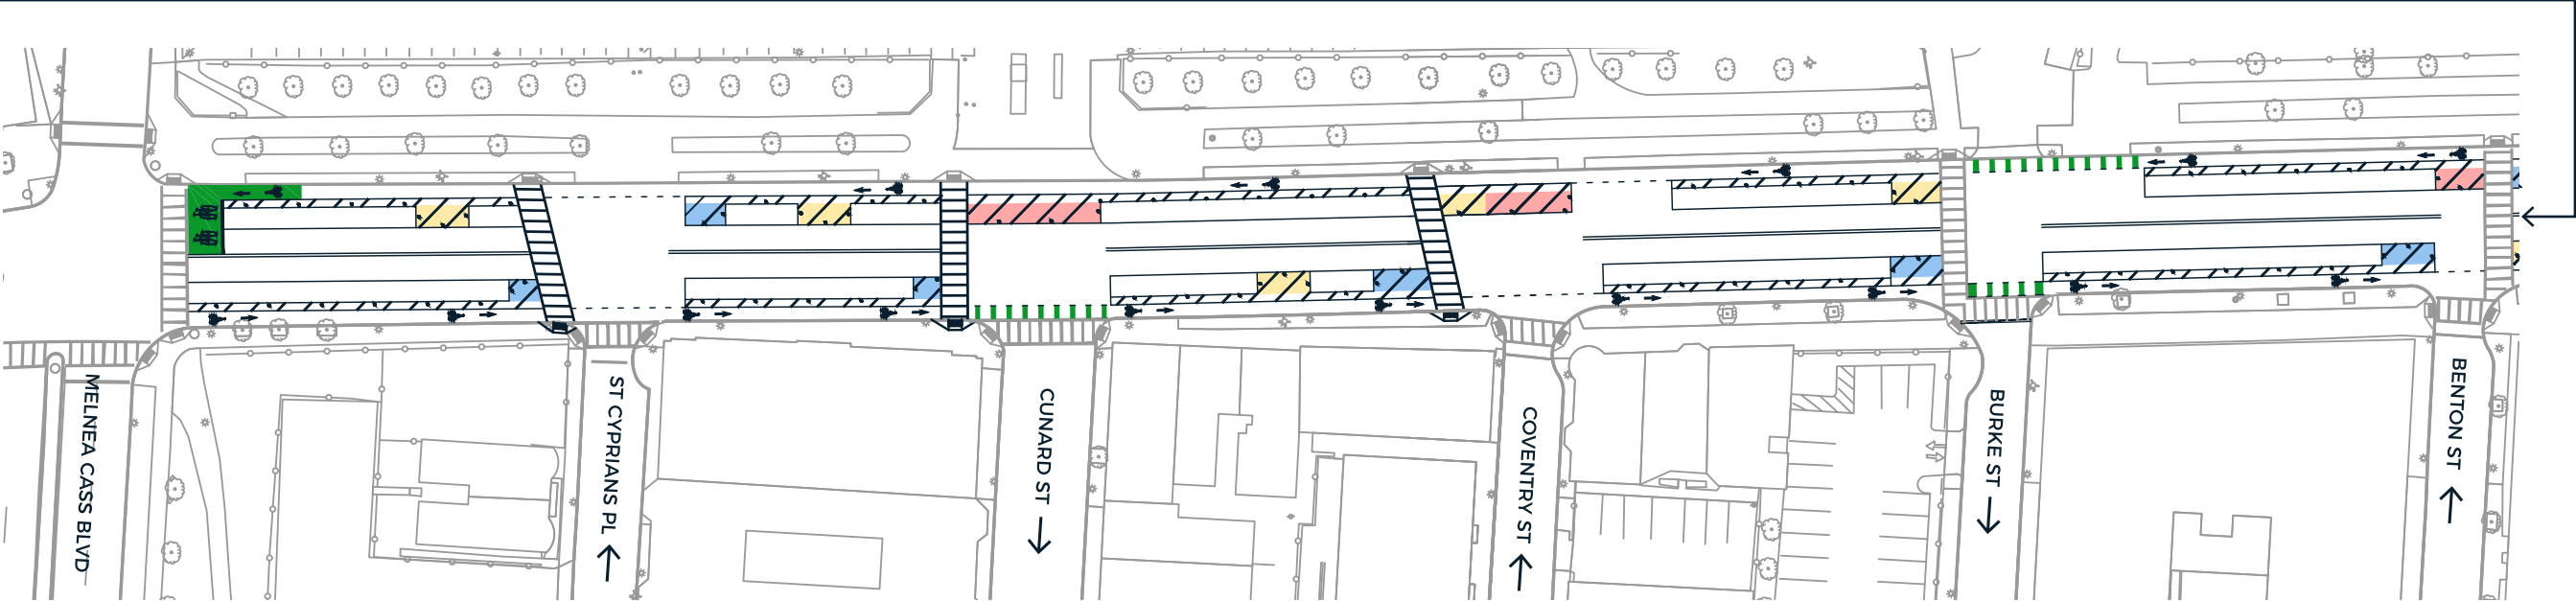 MELNEA CASS BLVD
ST CYPRIANS PL
CUNARD ST
COVENTRY ST
BURKE ST
BENTON ST